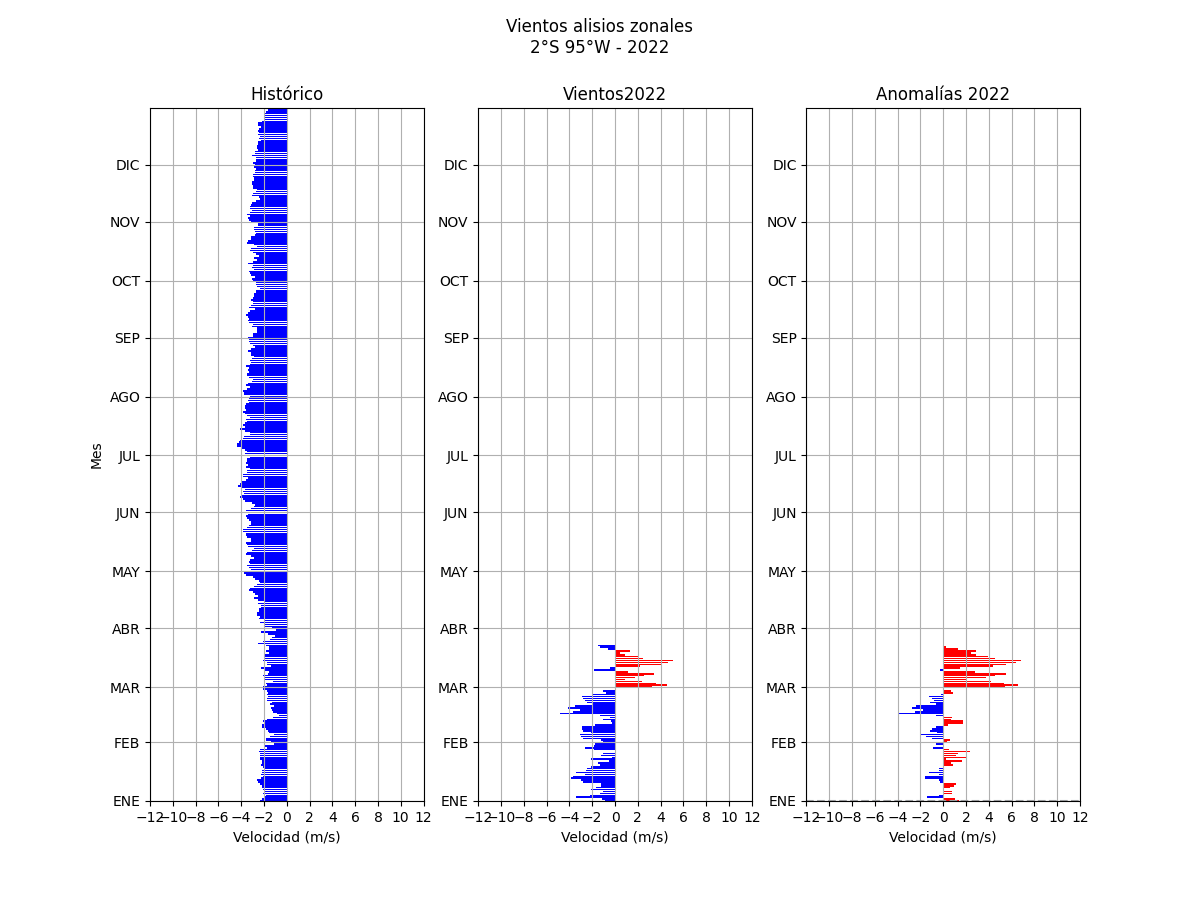 Vientos alisios zonales
2°S 95°W - 2022
Histórico
Vientos2022
Anomalías 2022
Mes
DIC
NOV
OCT
SEP
AGO
JUL
JUN
MAY
ABR
MAR
FEB
ENE
−12 −10 −8 −6 −4 −2 0 2 4 6 8 10 12
Velocidad (m/s)
DIC
NOV
OCT
SEP
AGO
JUL
JUN
MAY
ABR
MAR
FEB
ENE
−12 −10 −8 −6 −4 −2 0 2 4 6 8 10 12
Velocidad (m/s)
DIC
NOV
OCT
SEP
AGO
JUL
JUN
MAY
ABR
MAR
FEB
ENE
−12 −10 −8 −6 −4 −2 0 2 4 6 8 10 12
Velocidad (m/s)